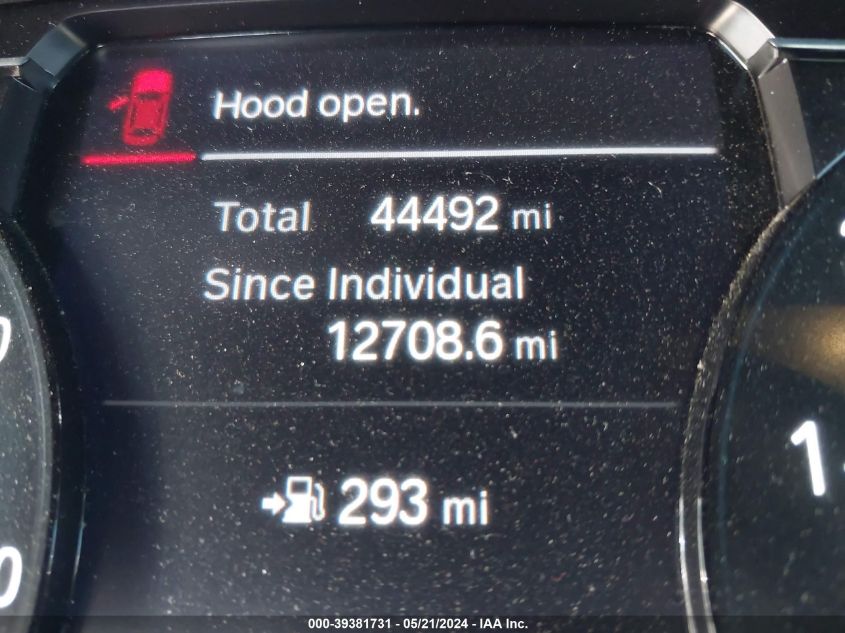 Hood open.
Total 44492 mi
Since Individual
12708.6 mi
293 mi
000-39381731 - 05/21/2024 - IAA Inc.